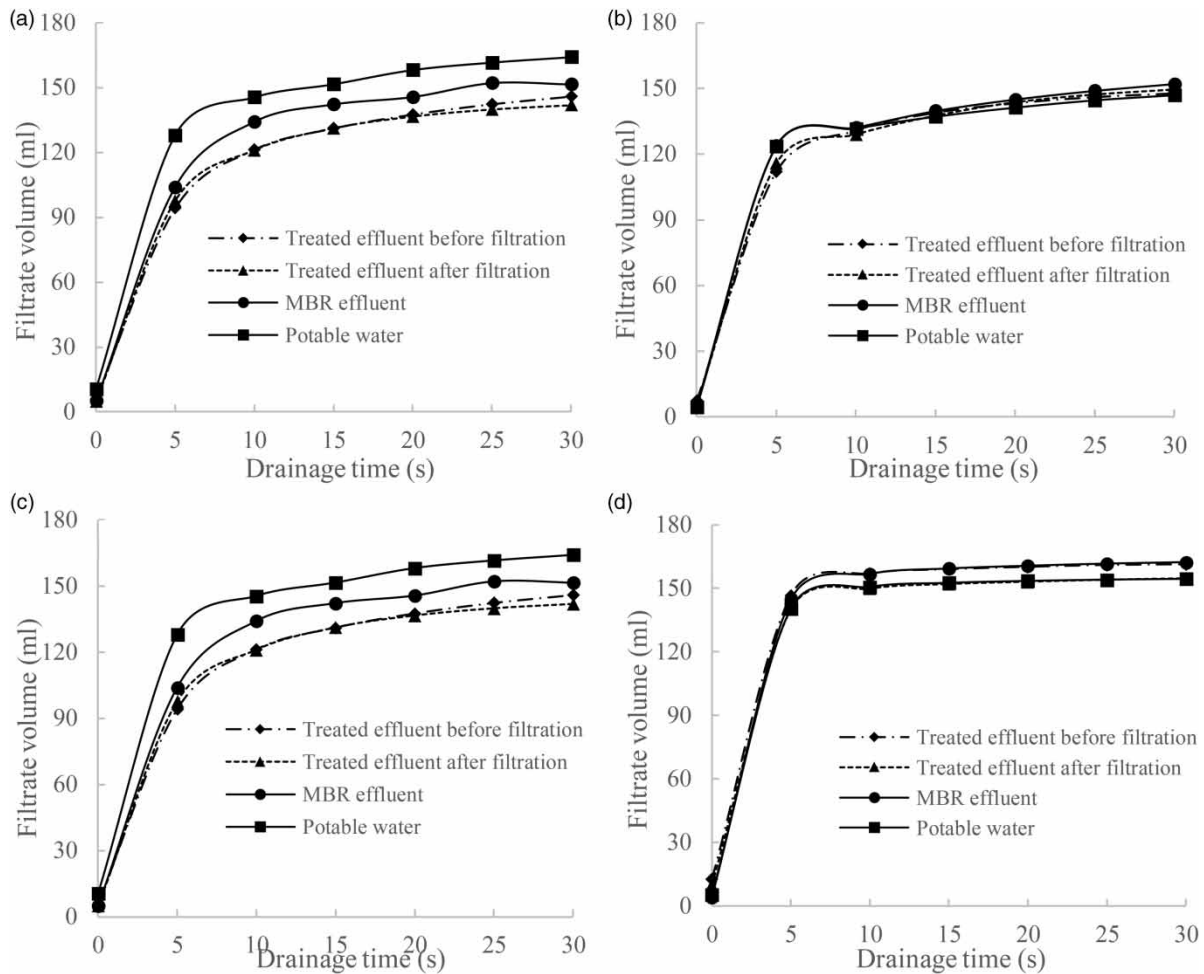 (a)
180
150
120
90
60
30
0
Filtrate volume (ml)
Treated effluent before filtration
Treated effluent after filtration
MBR effluent
Potable water
0 5 10 15 20 25 30
Drainage time (s)
(b)
180
150
120
90
60
30
0
Filtrate volume (ml)
Treated effluent before filtration
Treated effluent after filtration
MBR effluent
Potable water
0 5 10 15 20 25 30
Drainage time (s)
(c)
180
150
120
90
60
30
0
Filtrate volume (ml)
Treated effluent before filtration
Treated effluent after filtration
MBR effluent
Potable water
0 5 10 15 20 25 30
Drainage time (s)
(d)
180
150
120
90
60
30
0
Filtrate volume (ml)
Treated effluent before filtration
Treated effluent after filtration
MBR effluent
Potable water
0 5 10 15 20 25 30
Drainage time (s)